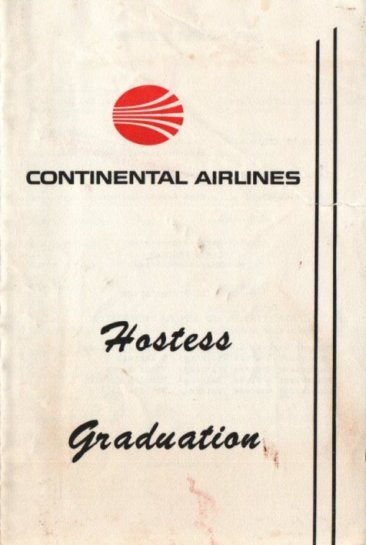 CONTINENTAL AIRLINES
Hostess
Graduation